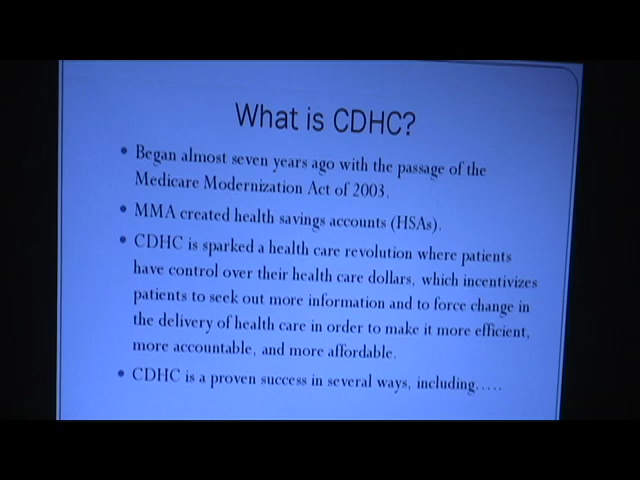 What is CDHC?
• Began almost seven years ago with the passage of the
Medicare Modernization Act of 2003.
• MMA created health savings accounts (HSAs).
• CDHC is sparked a health care revolution where patients
have control over their health care dollars, which incentivizes
patients to seek out more information and to force change in
the delivery of health care in order to make it more efficient,
more accountable, and more affordable.
• CDHC is a proven success in several ways, including…..